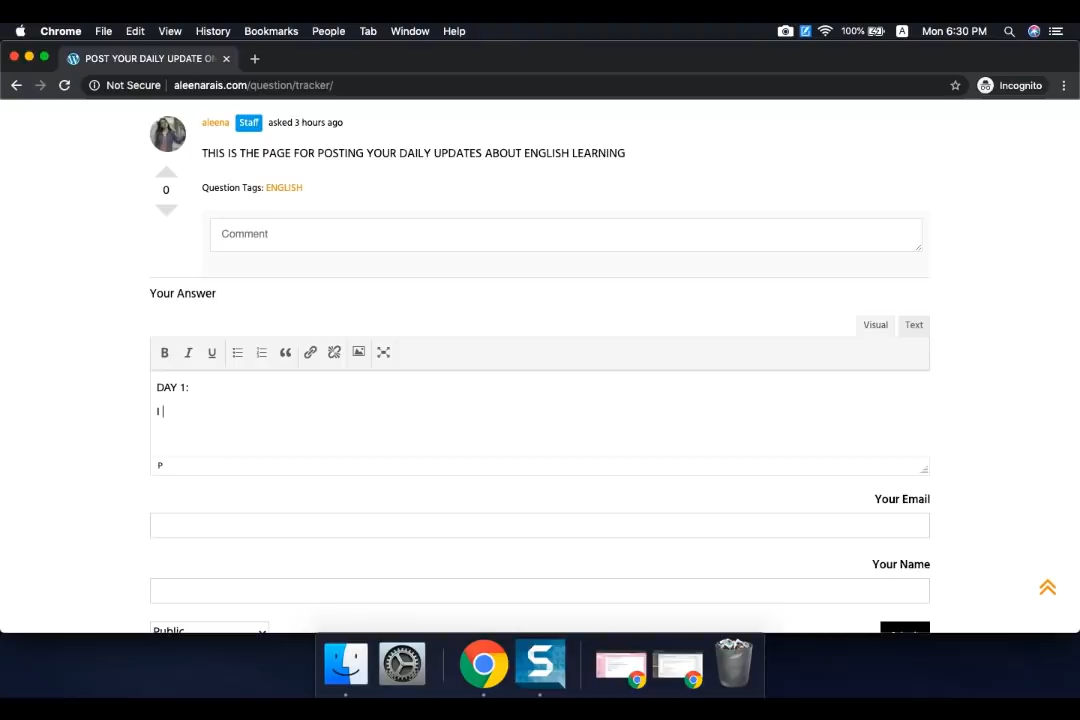 Chrome File Edit View History Bookmarks People Tab Window Help 100% A Mon 6:30 PM
POST YOUR DAILY UPDATE O
Not Secure aleenarais.com/question/tracker/ Incognito
aleena Staff asked 3 hours ago
THIS IS THE PAGE FOR POSTING YOUR DAILY UPDATES ABOUT ENGLISH LEARNING
0
Question Tags: ENGLISH
Comment
Your Answer
Visual Text
B I U
DAY 1:
I
P
Your Email
Your Name
Public